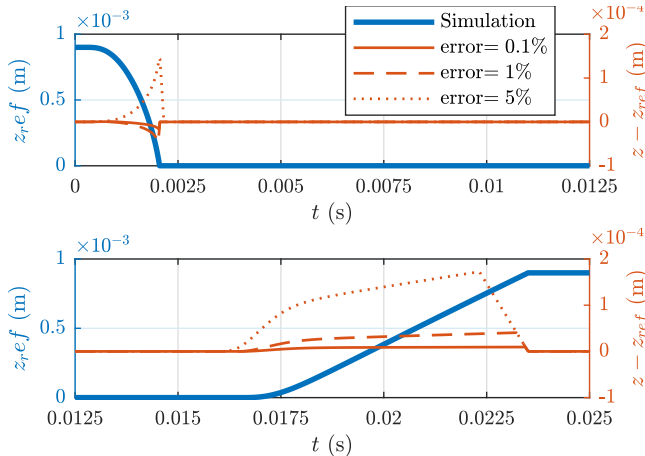 ×10⁻³
×10⁻⁴
1
0.5
0
z_ref (m)
2
1
0
-1
z − z_ref (m)
Simulation
error= 0.1%
error= 1%
error= 5%
0 0.0025 0.005 0.0075 0.01 0.0125
t (s)
×10⁻³
×10⁻⁴
1
0.5
0
z_ref (m)
2
1
0
-1
z − z_ref (m)
0.0125 0.015 0.0175 0.02 0.0225 0.025
t (s)